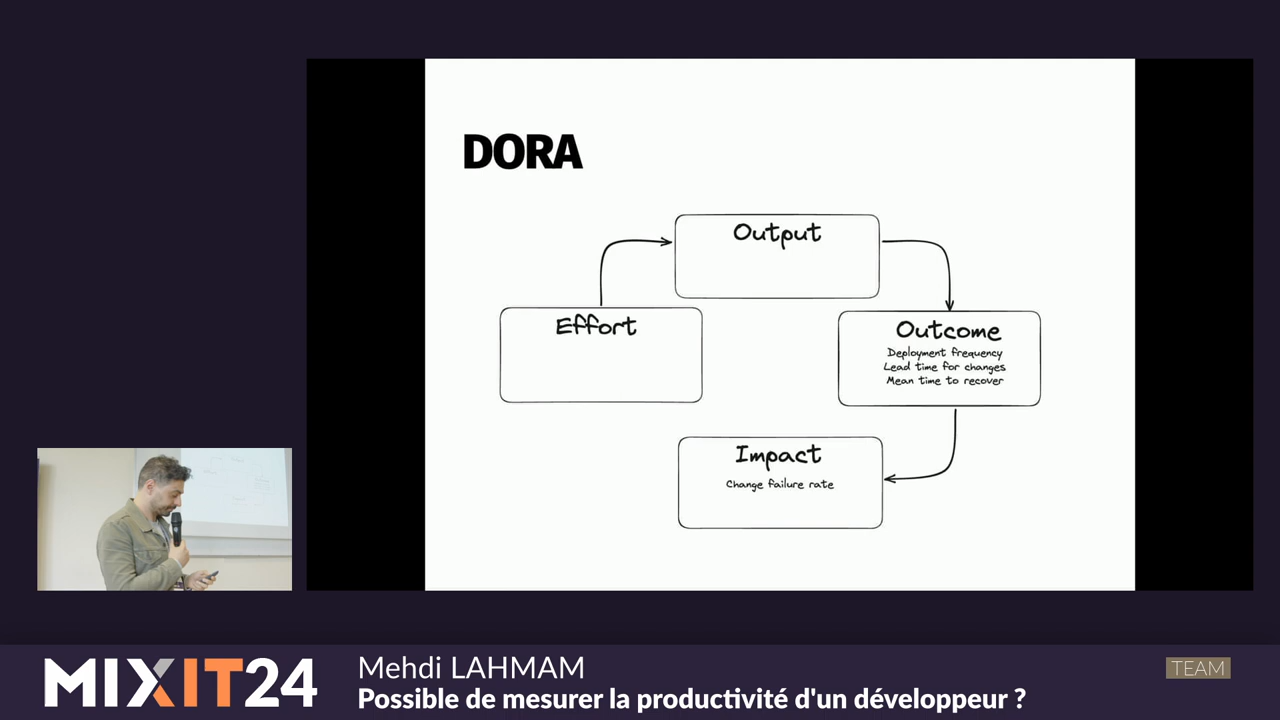 DORA
Output
Effort
Outcome
Deployment frequency
Lead time for changes
Mean time to recover
Impact
Change failure rate
MIXIT24
Mehdi LAHMAM
Possible de mesurer la productivité d'un développeur ?
TEAM